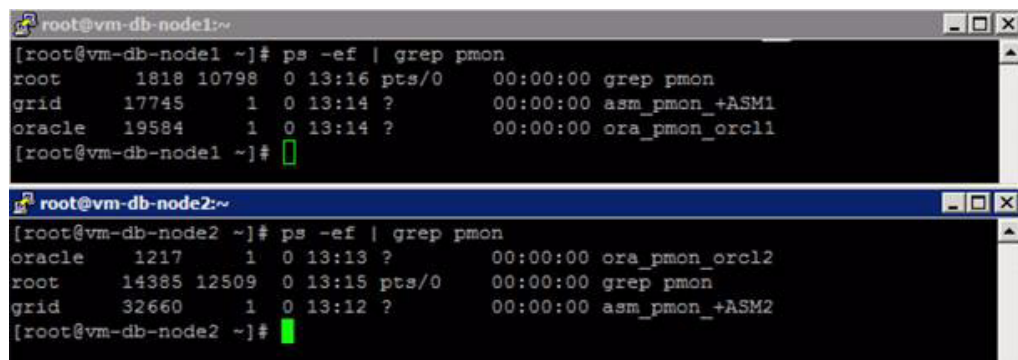 root@vm-db-node1:~
[root@vm-db-node1 ~]# ps -ef | grep pmon
root      1818 10798  0 13:16 pts/0    00:00:00 grep pmon
grid     17745     1  0 13:14 ?        00:00:00 asm_pmon_+ASM1
oracle   19584     1  0 13:14 ?        00:00:00 ora_pmon_orcl1
[root@vm-db-node1 ~]#
root@vm-db-node2:~
[root@vm-db-node2 ~]# ps -ef | grep pmon
oracle    1217     1  0 13:13 ?        00:00:00 ora_pmon_orcl2
root     14385 12509  0 13:15 pts/0    00:00:00 grep pmon
grid     32660     1  0 13:12 ?        00:00:00 asm_pmon_+ASM2
[root@vm-db-node2 ~]#